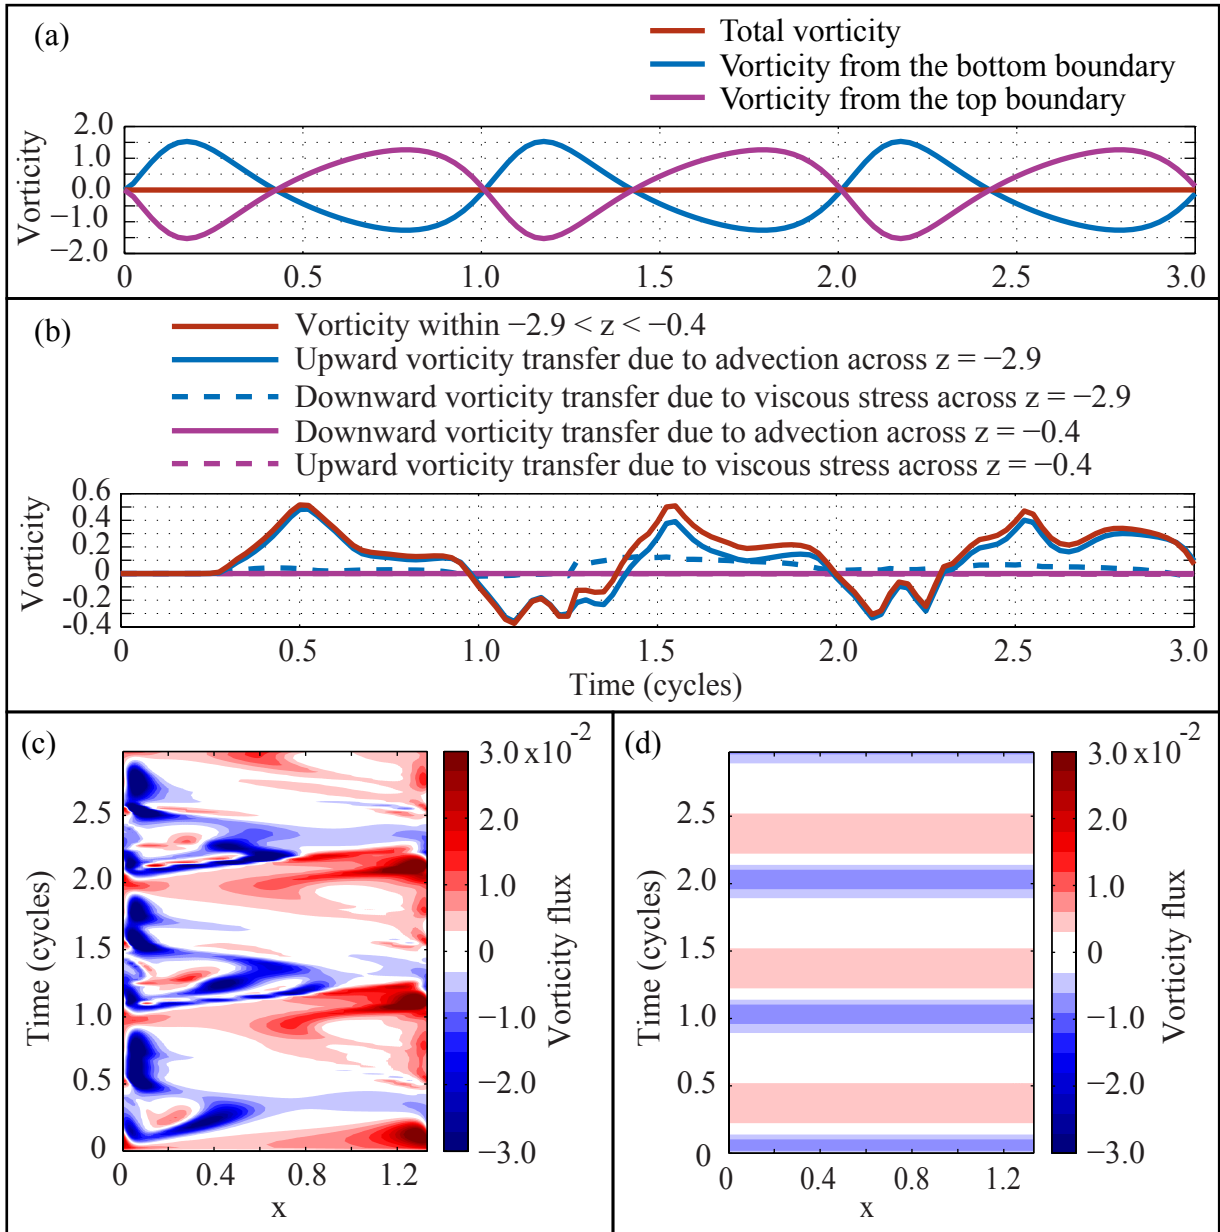 (a)
Total vorticity
Vorticity from the bottom boundary
Vorticity from the top boundary
Vorticity
2.0
1.0
0.0
−1.0
−2.0
0 0.5 1.0 1.5 2.0 2.5 3.0
(b)
Vorticity within −2.9 < z < −0.4
Upward vorticity transfer due to advection across z = −2.9
Downward vorticity transfer due to viscous stress across z = −2.9
Downward vorticity transfer due to advection across z = −0.4
Upward vorticity transfer due to viscous stress across z = −0.4
Vorticity
0.6
0.4
0.2
0
-0.2
-0.4
0 0.5 1.0 1.5 2.0 2.5 3.0
Time (cycles)
(c)
Time (cycles)
2.5
2.0
1.5
1.0
0.5
0
0 0.4 0.8 1.2
x
3.0 x10⁻²
2.0
1.0
0
−1.0
−2.0
−3.0
Vorticity flux
(d)
Time (cycles)
2.5
2.0
1.5
1.0
0.5
0
0 0.4 0.8 1.2
x
3.0 x10⁻²
2.0
1.0
0
−1.0
−2.0
−3.0
Vorticity flux